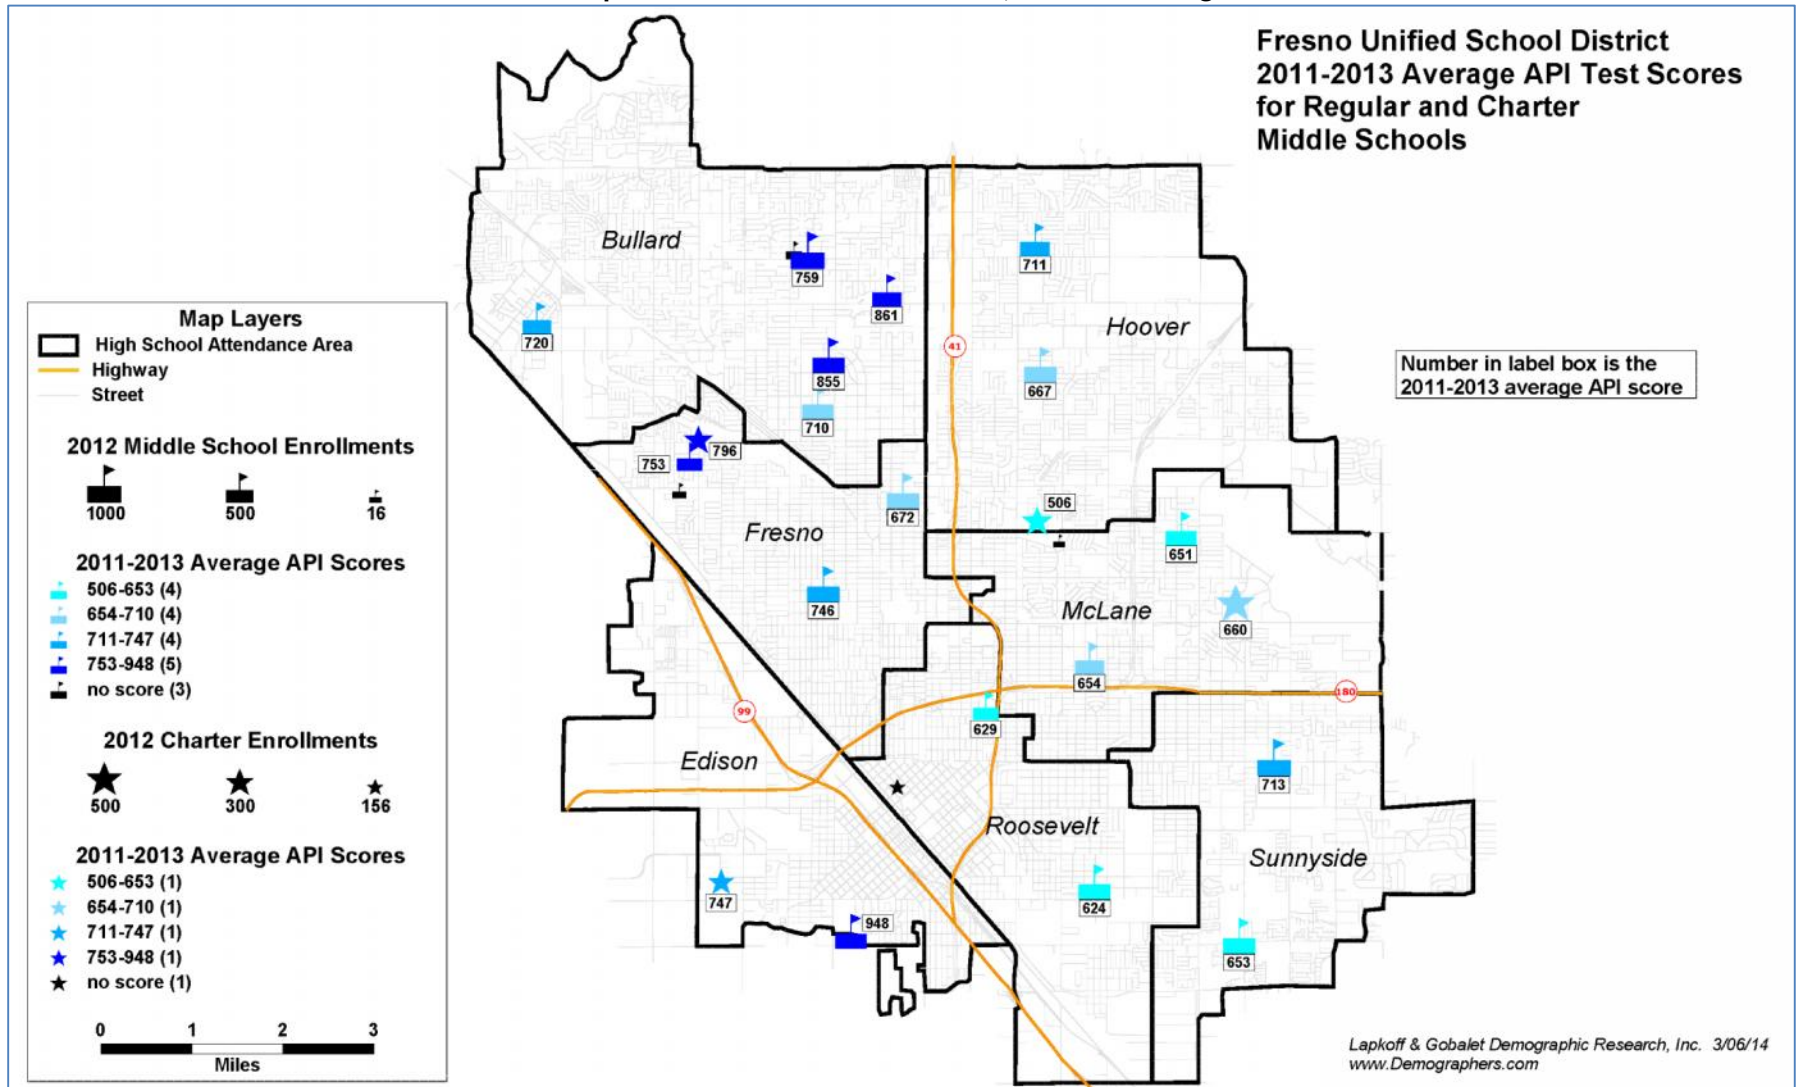 Fresno Unified School District
2011-2013 Average API Test Scores
for Regular and Charter
Middle Schools
Number in label box is the
2011-2013 average API score
Map Layers
High School Attendance Area
Highway
Street
2012 Middle School Enrollments
1000 500 16
2011-2013 Average API Scores
506-653 (4)
654-710 (4)
711-747 (4)
753-948 (5)
no score (3)
2012 Charter Enrollments
500 300 156
2011-2013 Average API Scores
506-653 (1)
654-710 (1)
711-747 (1)
753-948 (1)
no score (1)
0 1 2 3
Miles
Bullard
759
861
720
855
710
711
Hoover
41
667
796
753
672
506
Fresno
651
746
McLane
660
654
180
99
629
Edison
713
Roosevelt
Sunnyside
747
948
624
653
Lapkoff & Gobalet Demographic Research, Inc. 3/06/14
www.Demographers.com